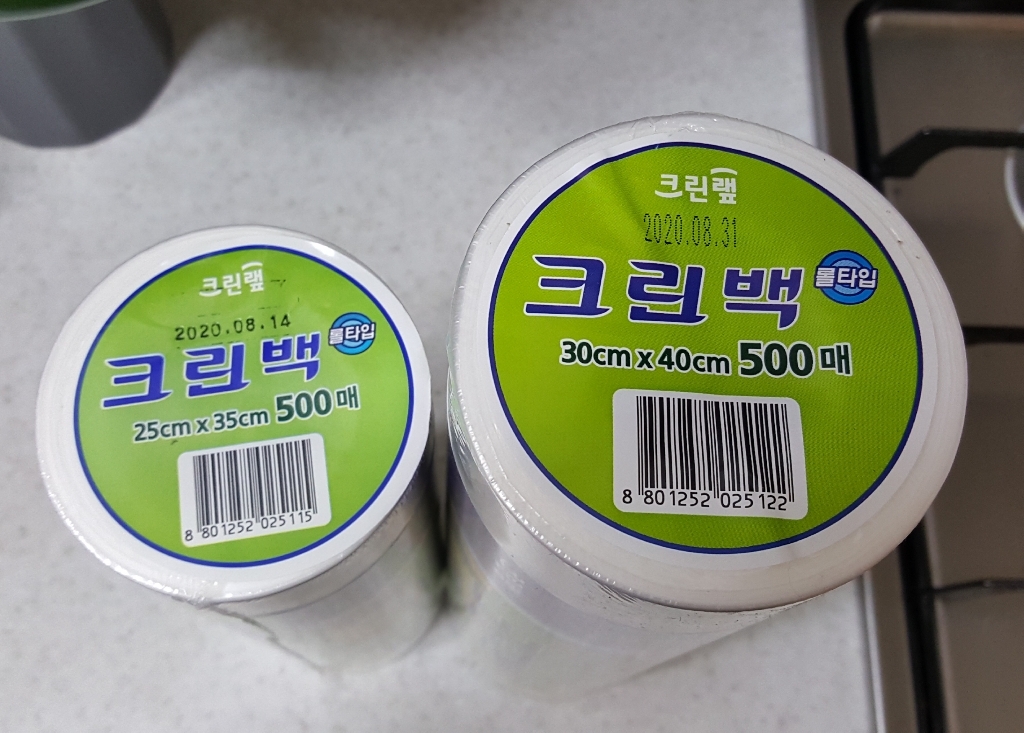 크린랲
2020.08.14
크린백
롤타입
25cm x 35cm 500매
8 801252 025115
크린랲
2020.08.31
크린백
롤타입
30cm x 40cm 500매
8 801252 025122